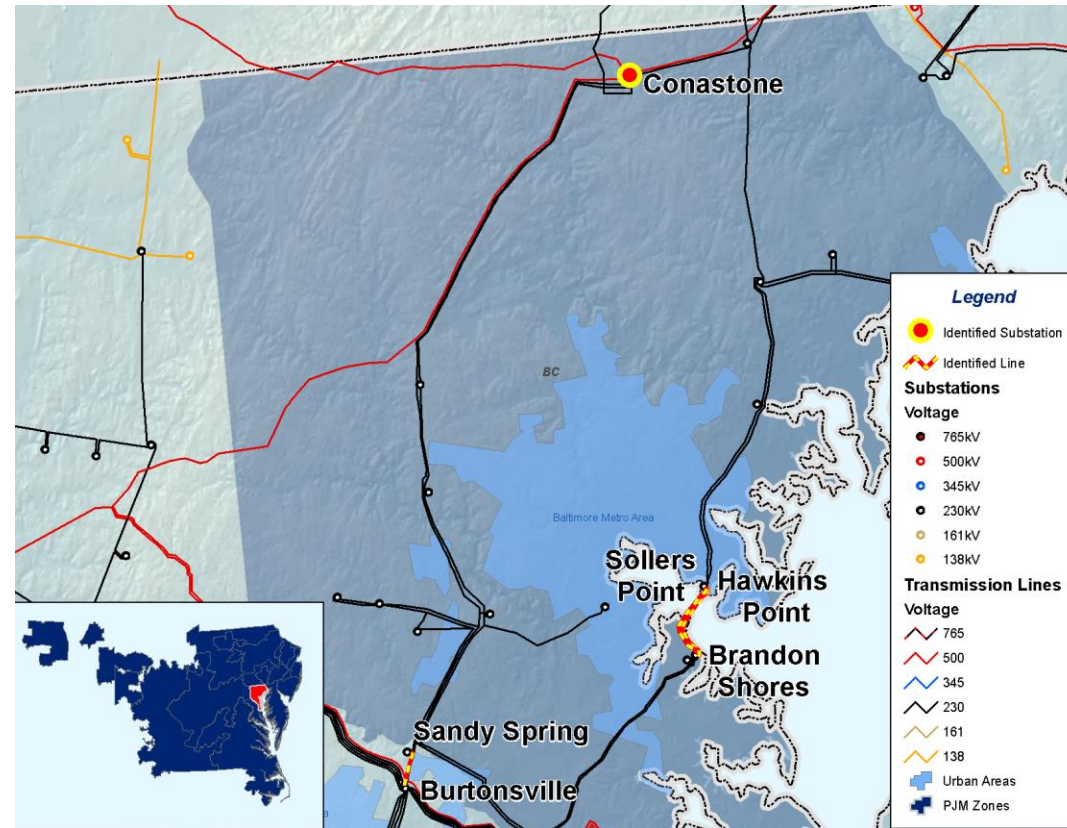 Conastone
BC
Baltimore Metro Area
Sollers
Point
Hawkins
Point
Brandon
Shores
Sandy Spring
Burtonsville
Legend
Identified Substation
Identified Line
Substations
Voltage
765kV
500kV
345kV
230kV
161kV
138kV
Transmission Lines
Voltage
765
500
345
230
161
138
Urban Areas
PJM Zones